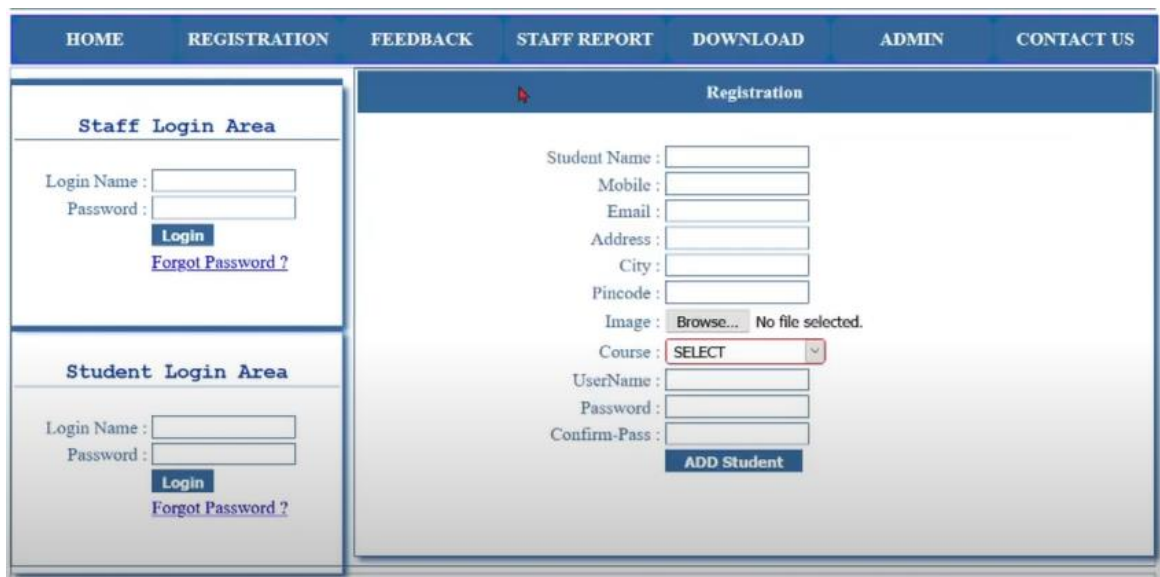 HOME REGISTRATION FEEDBACK STAFF REPORT DOWNLOAD ADMIN CONTACT US
Staff Login Area
Login Name :
Password :
Login
Forgot Password ?
Student Login Area
Login Name :
Password :
Login
Forgot Password ?
Registration
Student Name :
Mobile :
Email :
Address :
City :
Pincode :
Image : Browse... No file selected.
Course : SELECT
UserName :
Password :
Confirm-Pass :
ADD Student